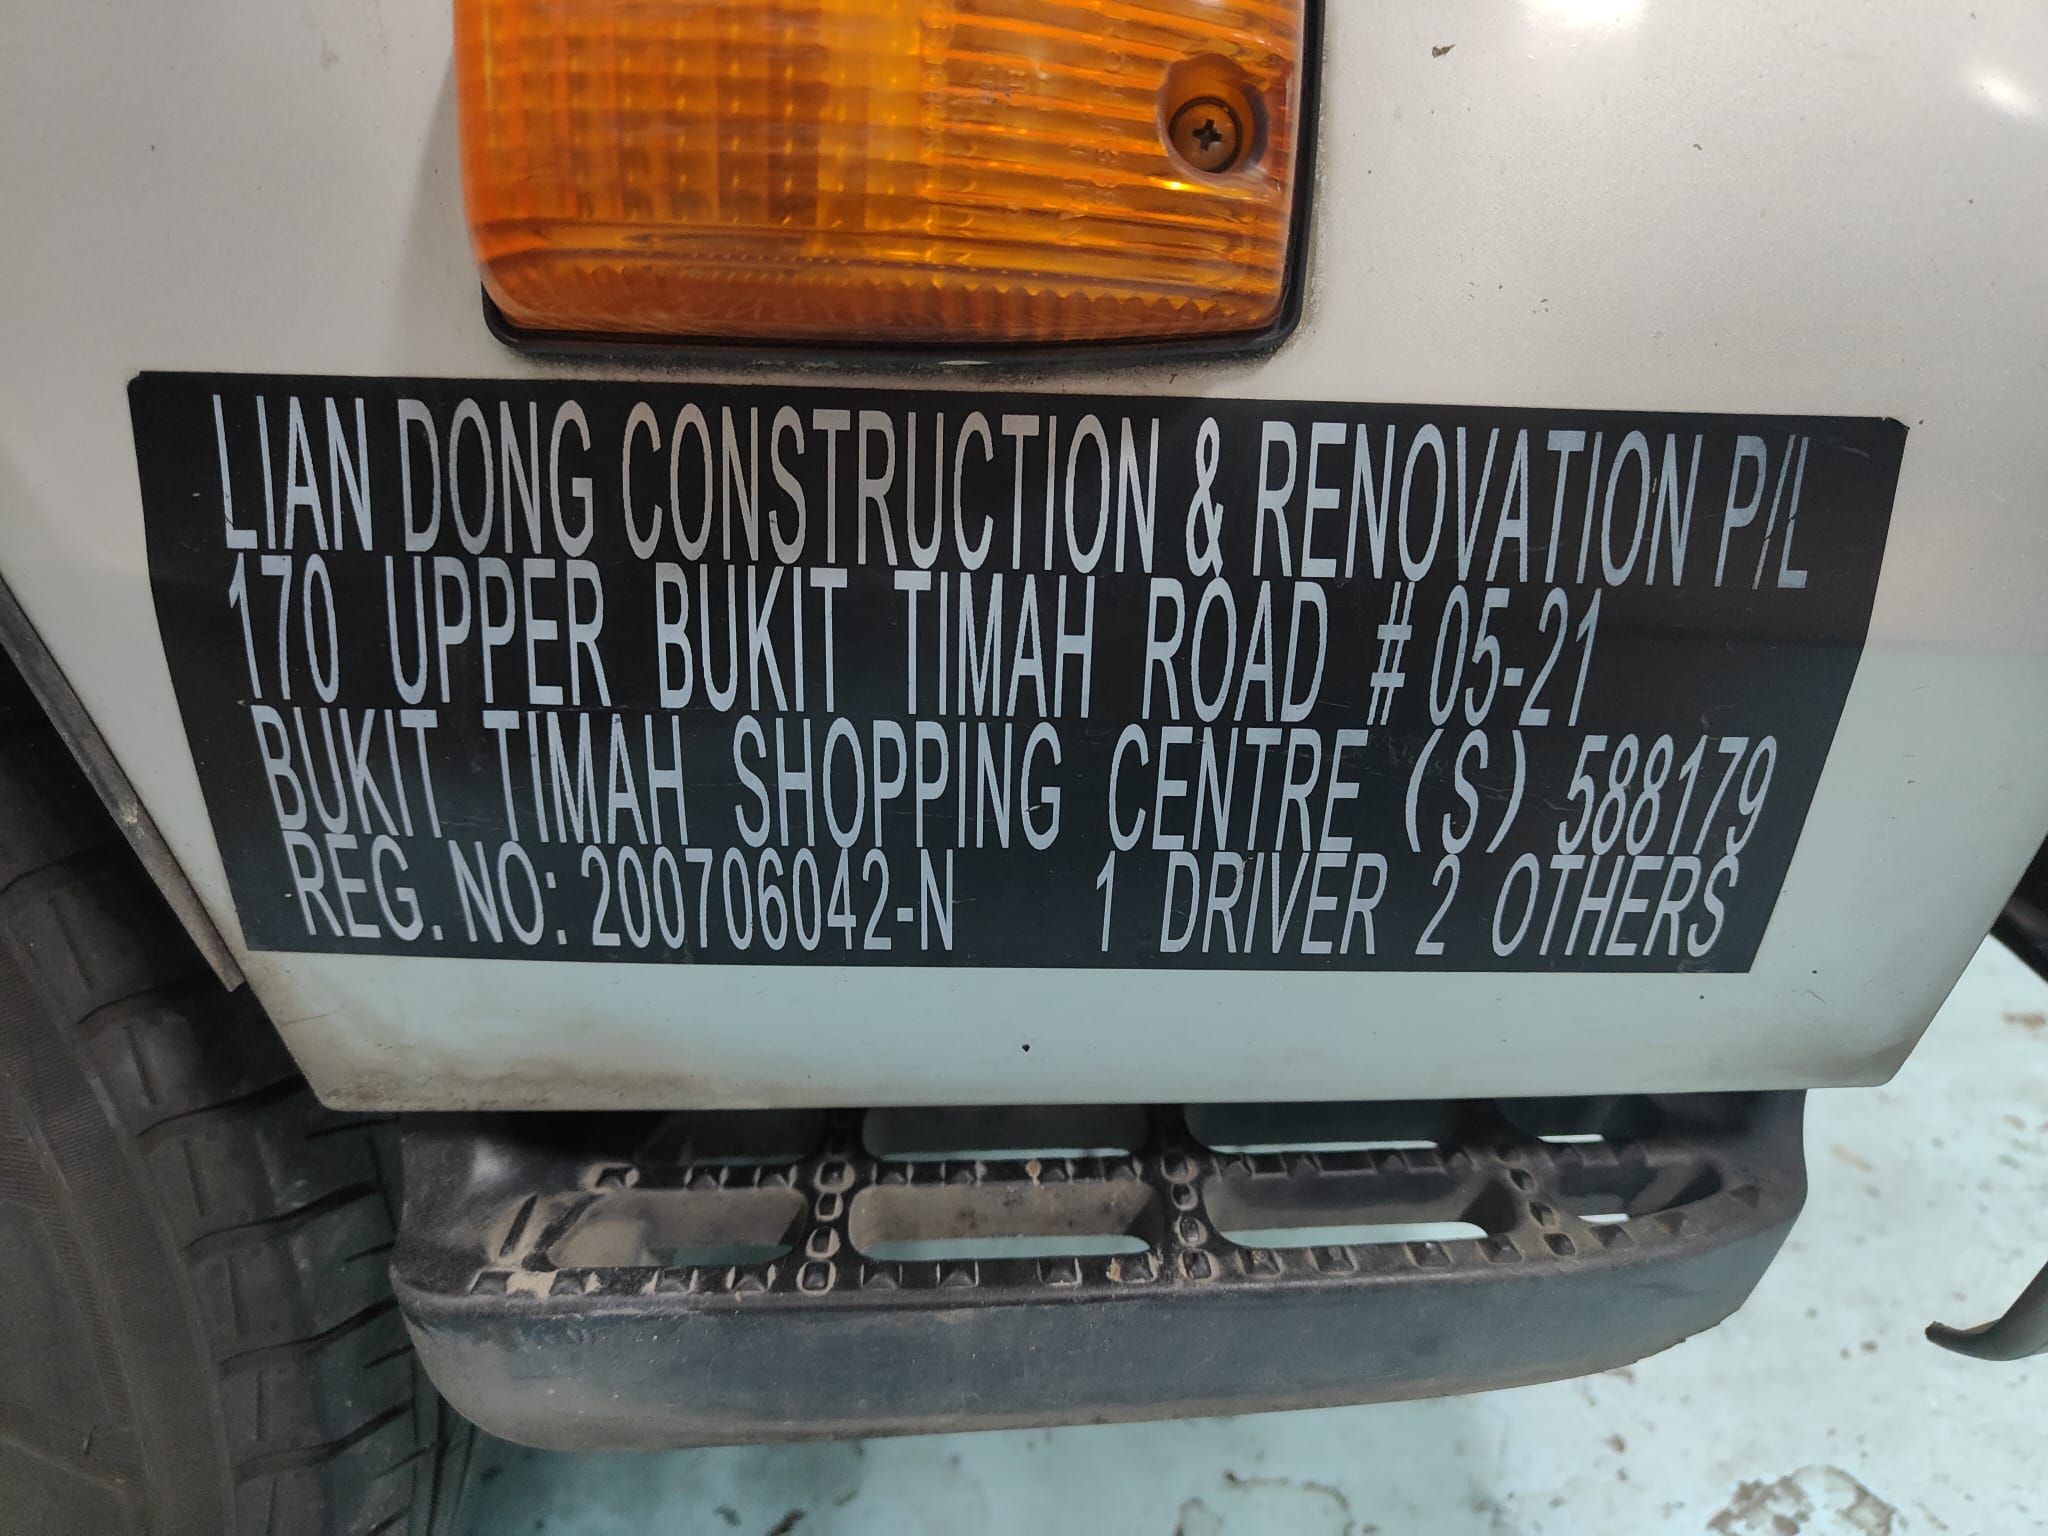 LIAN DONG CONSTRUCTION & RENOVATION P/L
170 UPPER BUKIT TIMAH ROAD # 05-21
BUKIT TIMAH SHOPPING CENTRE (S) 588179
REG. NO: 200706042-N 1 DRIVER 2 OTHERS